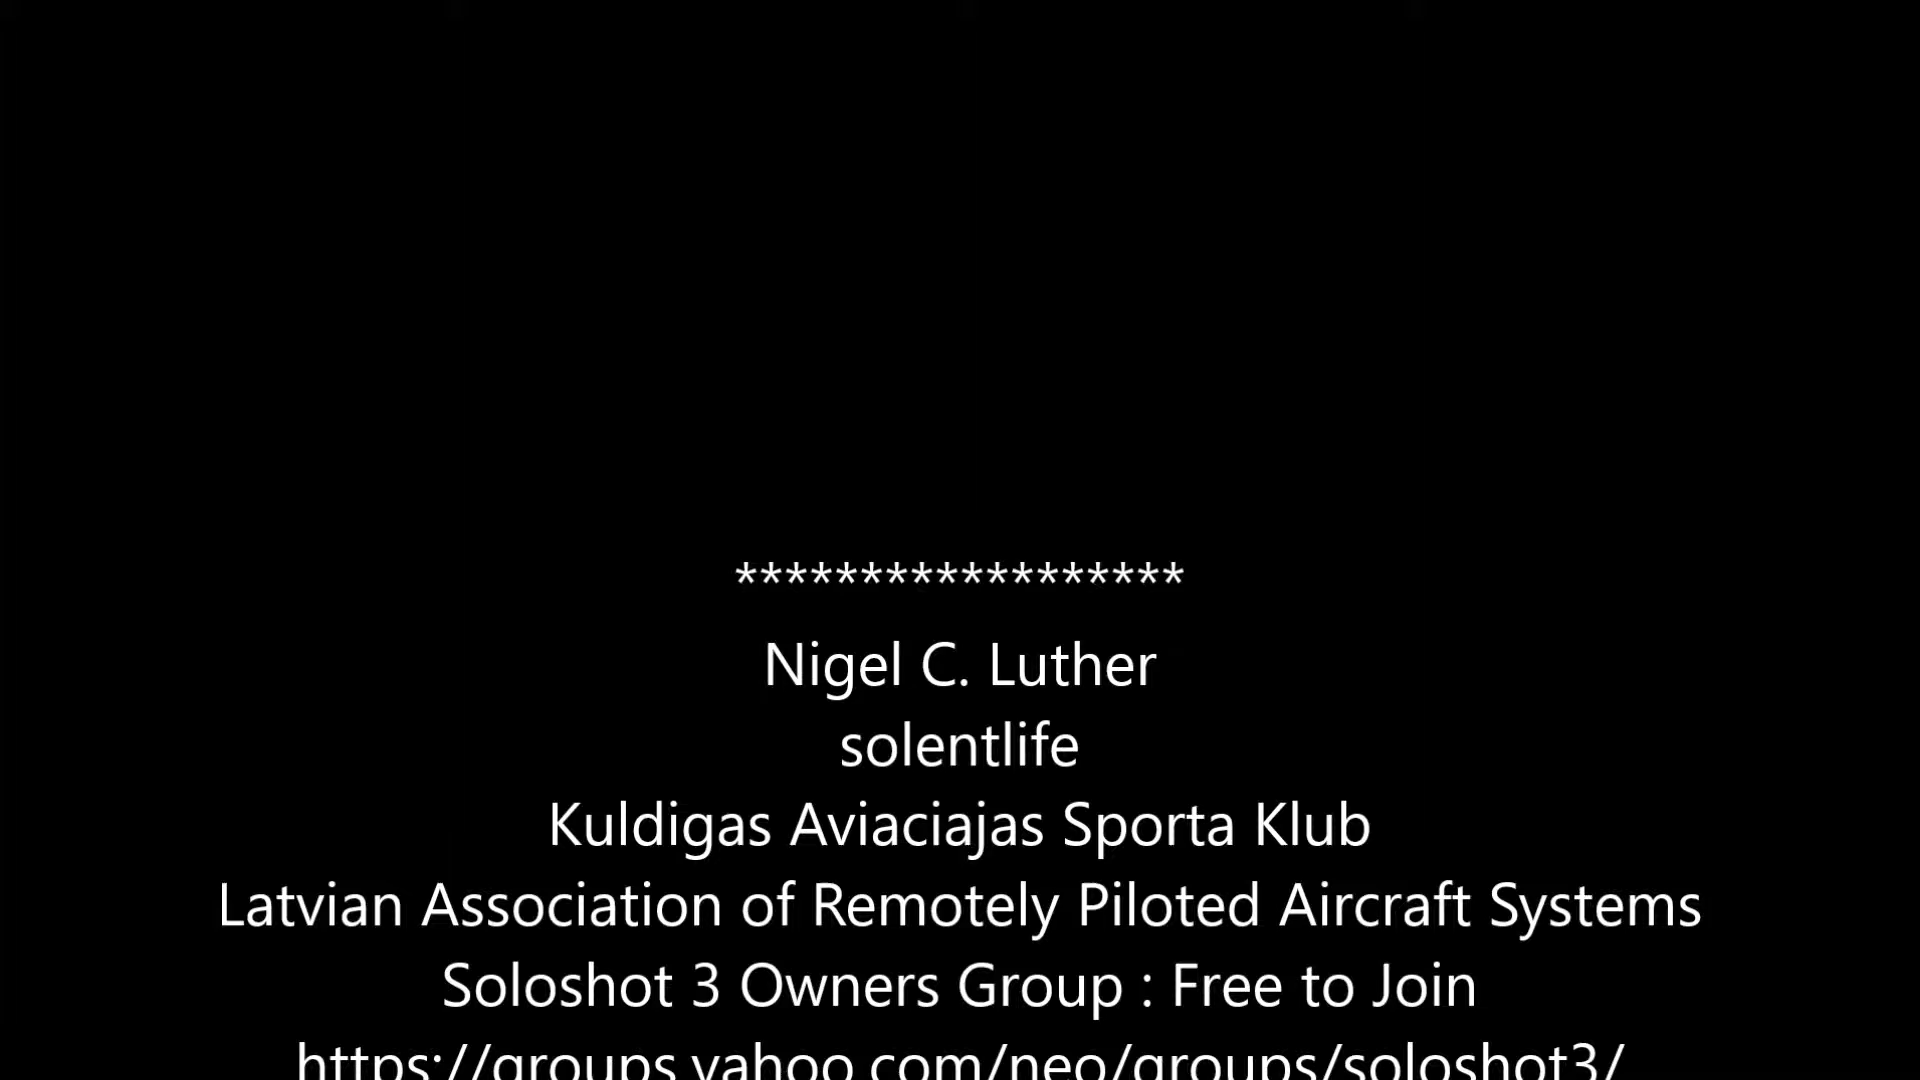 ******************
Nigel C. Luther
solentlife
Kuldigas Aviaciajas Sporta Klub
Latvian Association of Remotely Piloted Aircraft Systems
Soloshot 3 Owners Group : Free to Join
https://groups.yahoo.com/neo/groups/soloshot3/